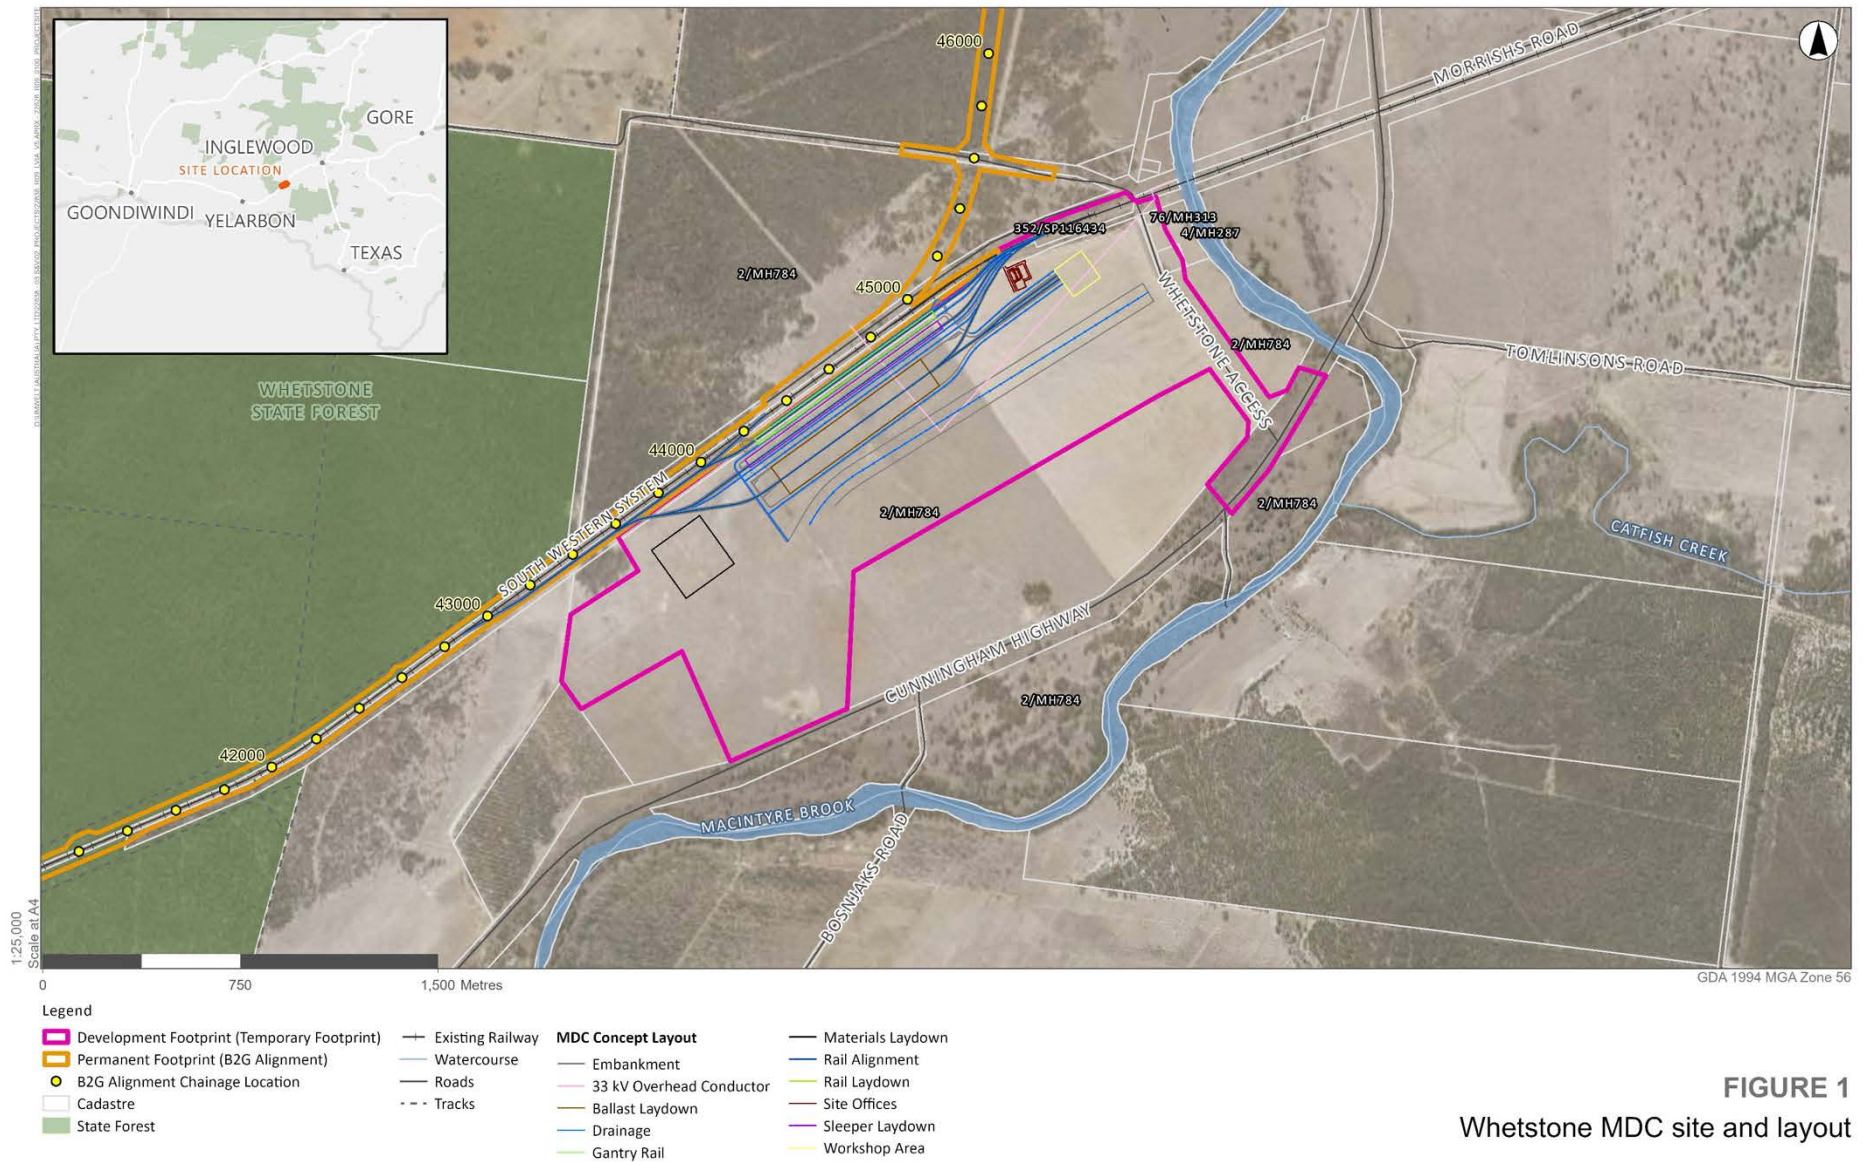 46000
MORRISHS ROAD
GORE
INGLEWOOD
SITE LOCATION
GOONDIWINDI
YELARBON
TEXAS
76/MH313
352/SP116434
4/MH287
2/MH784
45000
WHETSTONE ACCESS
2/MH784
TOMLINSONS ROAD
WHETSTONE
STATE FOREST
44000
SOUTH WESTERN SYSTEM
2/MH784
2/MH784
CATFISH CREEK
43000
CUNNINGHAM HIGHWAY
2/MH784
42000
MACINTYRE BROOK
BOSNJAKS ROAD
1:25,000
Scale at A4
0 750 1,500 Metres
GDA 1994 MGA Zone 56
Legend
Development Footprint (Temporary Footprint)
Permanent Footprint (B2G Alignment)
B2G Alignment Chainage Location
Cadastre
State Forest
Existing Railway
Watercourse
Roads
Tracks
MDC Concept Layout
Embankment
33 kV Overhead Conductor
Ballast Laydown
Drainage
Gantry Rail
Materials Laydown
Rail Alignment
Rail Laydown
Site Offices
Sleeper Laydown
Workshop Area
FIGURE 1
Whetstone MDC site and layout